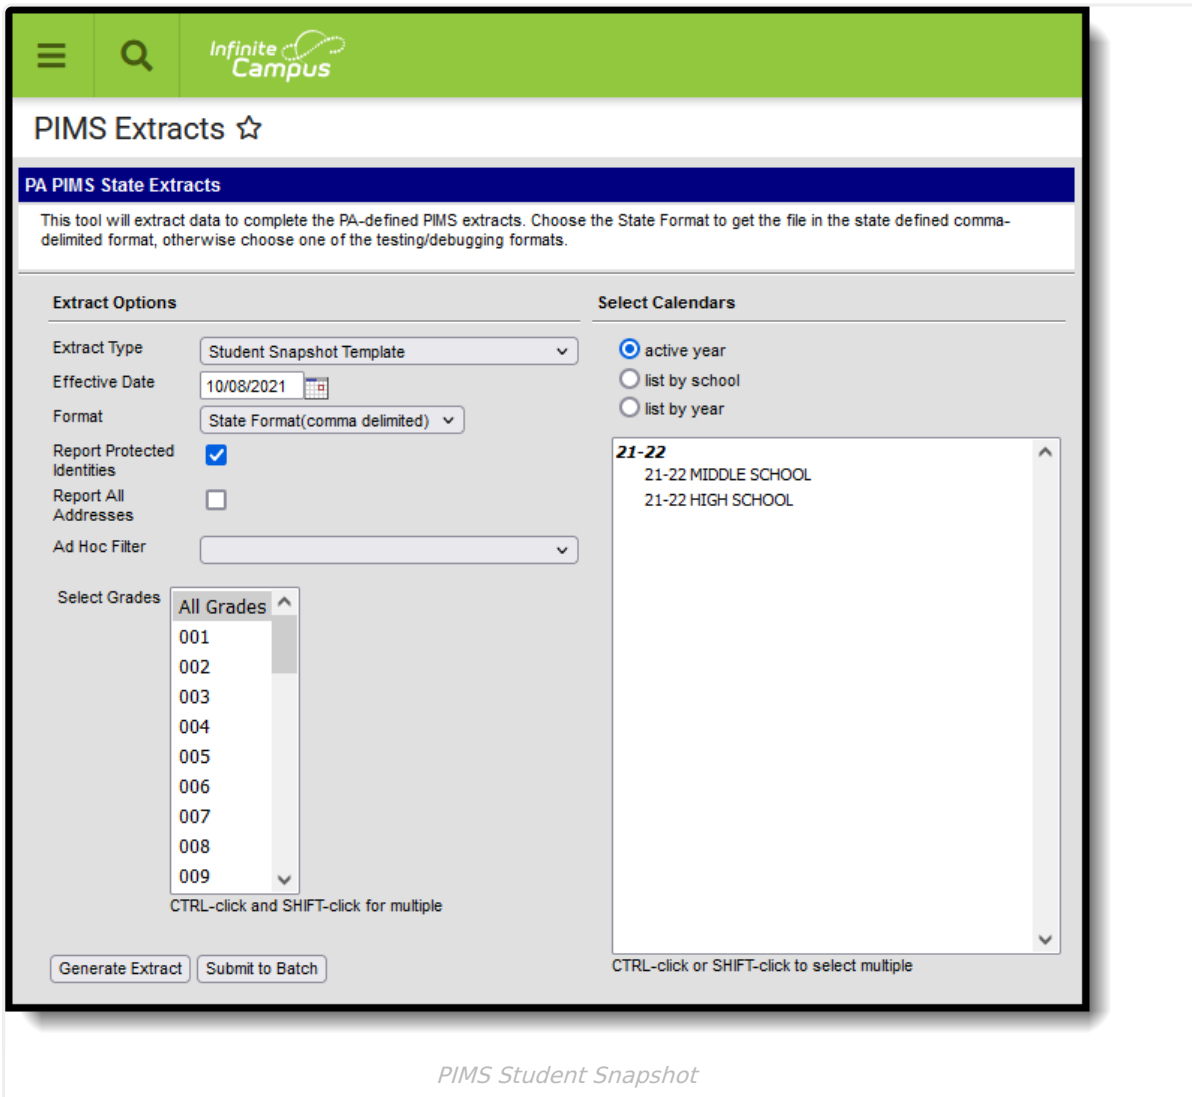 Infinite
Campus
PIMS Extracts
PA PIMS State Extracts
This tool will extract data to complete the PA-defined PIMS extracts. Choose the State Format to get the file in the state defined comma-
delimited format, otherwise choose one of the testing/debugging formats.
Extract Options
Extract Type
Student Snapshot Template
Effective Date
10/08/2021
Format
State Format(comma delimited)
Report Protected
Identities
Report All
Addresses
Ad Hoc Filter
Select Grades
All Grades
001
002
003
004
005
006
007
008
009
CTRL-click and SHIFT-click for multiple
Generate Extract
Submit to Batch
Select Calendars
active year
list by school
list by year
21-22
21-22 MIDDLE SCHOOL
21-22 HIGH SCHOOL
CTRL-click or SHIFT-click to select multiple
PIMS Student Snapshot